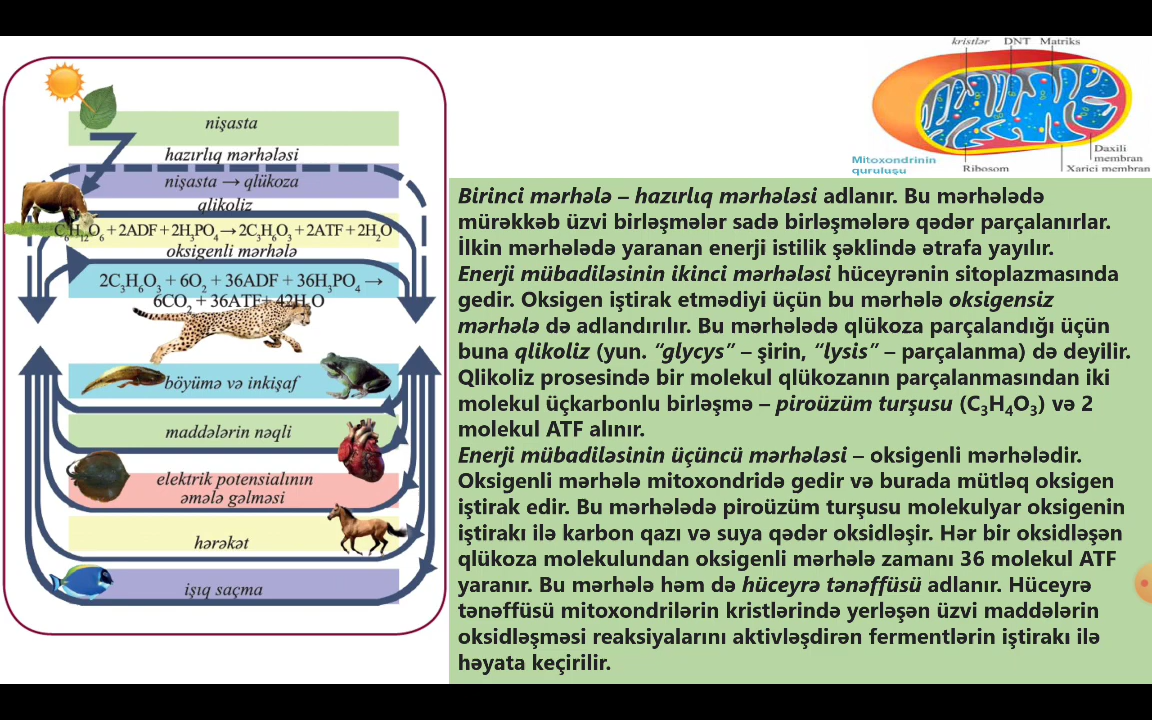 nişasta
hazırlıq mərhələsi
nişasta → qlükoza
qlikoliz
C₆H₁₂O₆ + 2ADF + 2H₃PO₄ → 2C₃H₆O₃ + 2ATF + 2H₂O
oksigenli mərhələ
2C₃H₆O₃ + 6O₂ + 36ADF + 36H₃PO₄ →
6CO₂ + 36ATF + 42H₂O
böyümə və inkişaf
maddələrin nəqli
elektrik potensialının
əmələ gəlməsi
hərəkət
işıq saçma
kristlər DNT Matriks
Daxili
membran
Mitoxondrinin
quruluşu
Ribosom
Xarici membran
Birinci mərhələ – hazırlıq mərhələsi adlanır. Bu mərhələdə
mürəkkəb üzvi birləşmələr sadə birləşmələrə qədər parçalanırlar.
İlkin mərhələdə yaranan enerji istilik şəklində ətrafa yayılır.
Enerji mübadiləsinin ikinci mərhələsi hüceyrənin sitoplazmasında
gedir. Oksigen iştirak etmədiyi üçün bu mərhələ oksigensiz
mərhələ də adlandırılır. Bu mərhələdə qlükoza parçalandığı üçün
buna qlikoliz (yun. “glycys” – şirin, “lysis” – parçalanma) də deyilir.
Qlikoliz prosesində bir molekul qlükozanın parçalanmasından iki
molekul üçkarbonlu birləşmə – piroüzüm turşusu (C₃H₄O₃) və 2
molekul ATF alınır.
Enerji mübadiləsinin üçüncü mərhələsi – oksigenli mərhələdir.
Oksigenli mərhələ mitoxondridə gedir və burada mütləq oksigen
iştirak edir. Bu mərhələdə piroüzüm turşusu molekulyar oksigenin
iştirakı ilə karbon qazı və suya qədər oksidləşir. Hər bir oksidləşən
qlükoza molekulundan oksigenli mərhələ zamanı 36 molekul ATF
yaranır. Bu mərhələ həm də hüceyrə tənəffüsü adlanır. Hüceyrə
tənəffüsü mitoxondrilərin kristlərində yerləşən üzvi maddələrin
oksidləşməsi reaksiyalarını aktivləşdirən fermentlərin iştirakı ilə
həyata keçirilir.